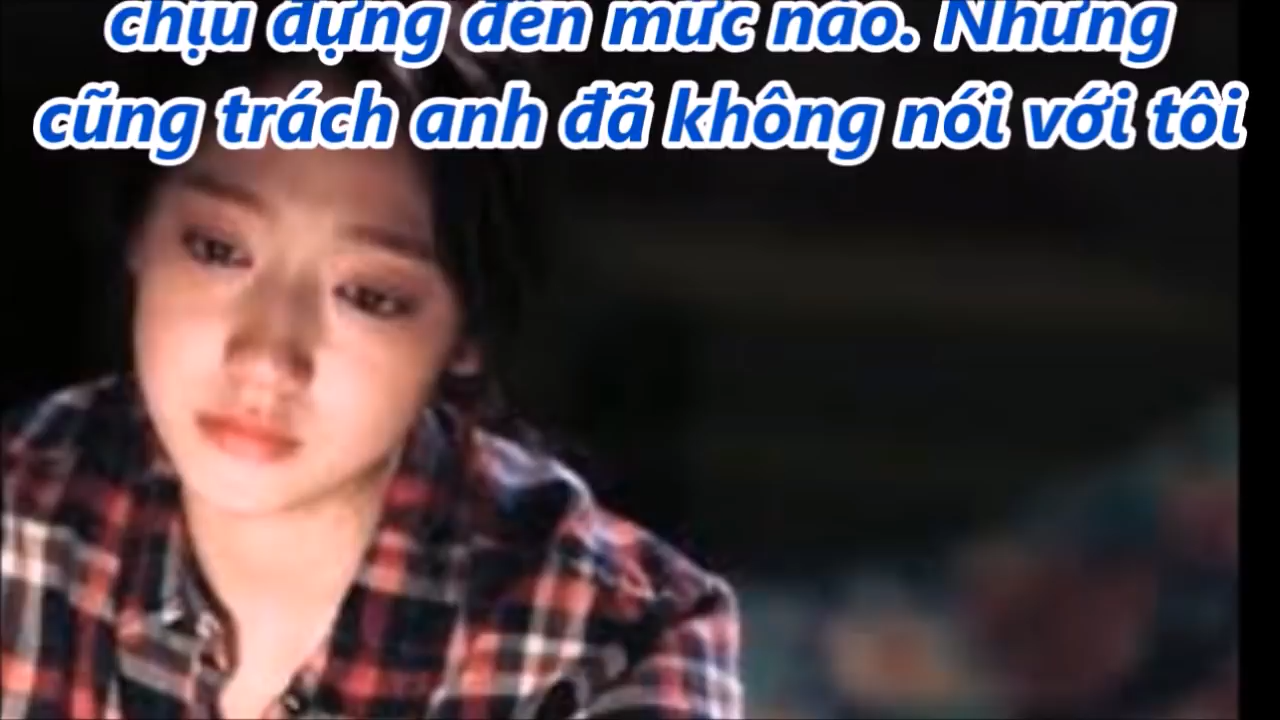 chịu đựng đến mức nào. Nhưng
cũng trách anh đã không nói với tôi